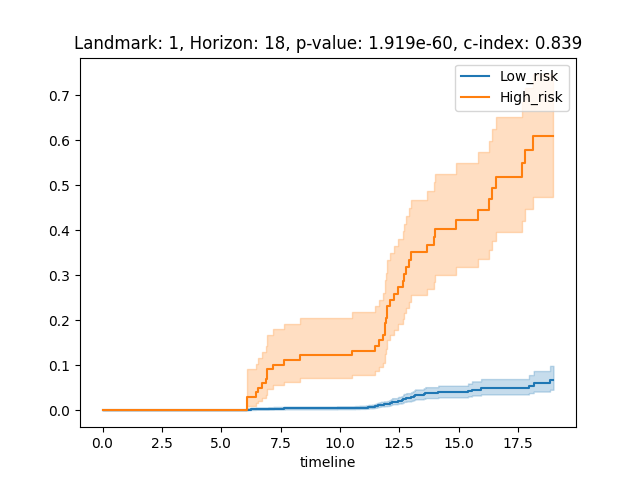 Landmark: 1, Horizon: 18, p-value: 1.919e-60, c-index: 0.839
Low_risk
High_risk
0.7
0.6
0.5
0.4
0.3
0.2
0.1
0.0
0.0 2.5 5.0 7.5 10.0 12.5 15.0 17.5
timeline